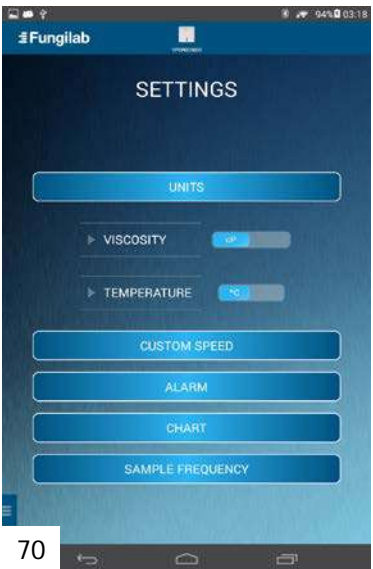 94% 03:18
Fungilab
SETTINGS
UNITS
VISCOSITY cP
TEMPERATURE °C
CUSTOM SPEED
ALARM
CHART
SAMPLE FREQUENCY
70